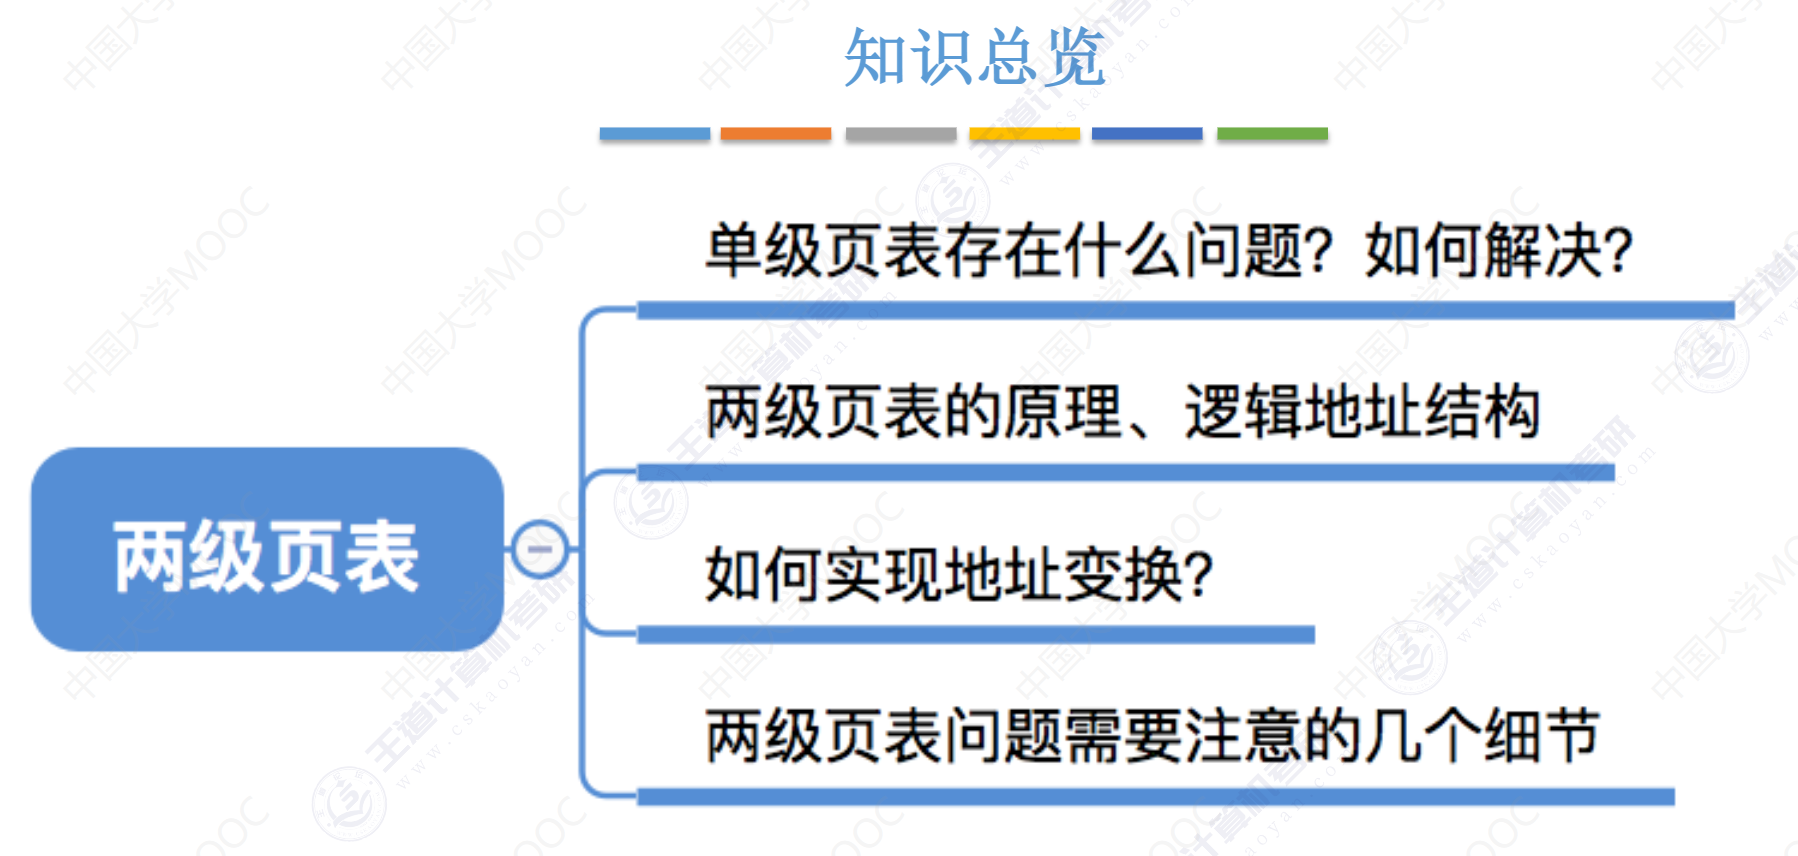 知识总览
单级页表存在什么问题？如何解决？
两级页表的原理、逻辑地址结构
两级页表
如何实现地址变换？
两级页表问题需要注意的几个细节
中国大学MOOC
王道计算机考研
www.cskaoyan.com